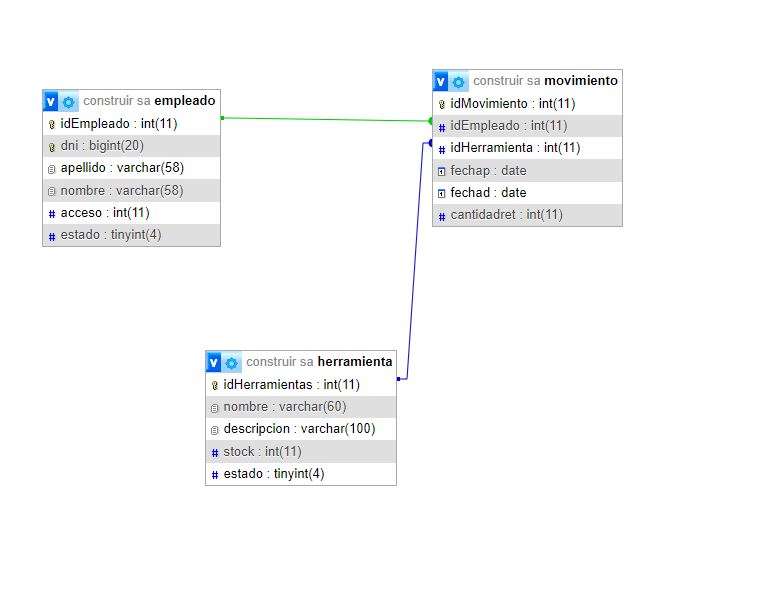 construir sa empleado
idEmpleado : int(11)
dni : bigint(20)
apellido : varchar(58)
nombre : varchar(58)
acceso : int(11)
estado : tinyint(4)
construir sa movimiento
idMovimiento : int(11)
idEmpleado : int(11)
idHerramienta : int(11)
fechap : date
fechad : date
cantidadret : int(11)
construir sa herramienta
idHerramientas : int(11)
nombre : varchar(60)
descripcion : varchar(100)
stock : int(11)
estado : tinyint(4)